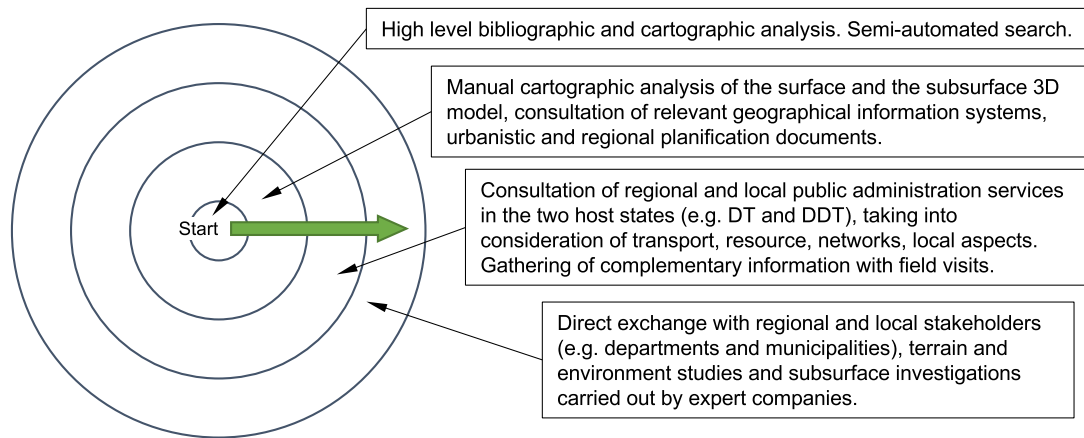 High level bibliographic and cartographic analysis. Semi-automated search.
Manual cartographic analysis of the surface and the subsurface 3D
model, consultation of relevant geographical information systems,
urbanistic and regional planification documents.
Consultation of regional and local public administration services
in the two host states (e.g. DT and DDT), taking into
consideration of transport, resource, networks, local aspects.
Gathering of complementary information with field visits.
Start
Direct exchange with regional and local stakeholders
(e.g. departments and municipalities), terrain and
environment studies and subsurface investigations
carried out by expert companies.